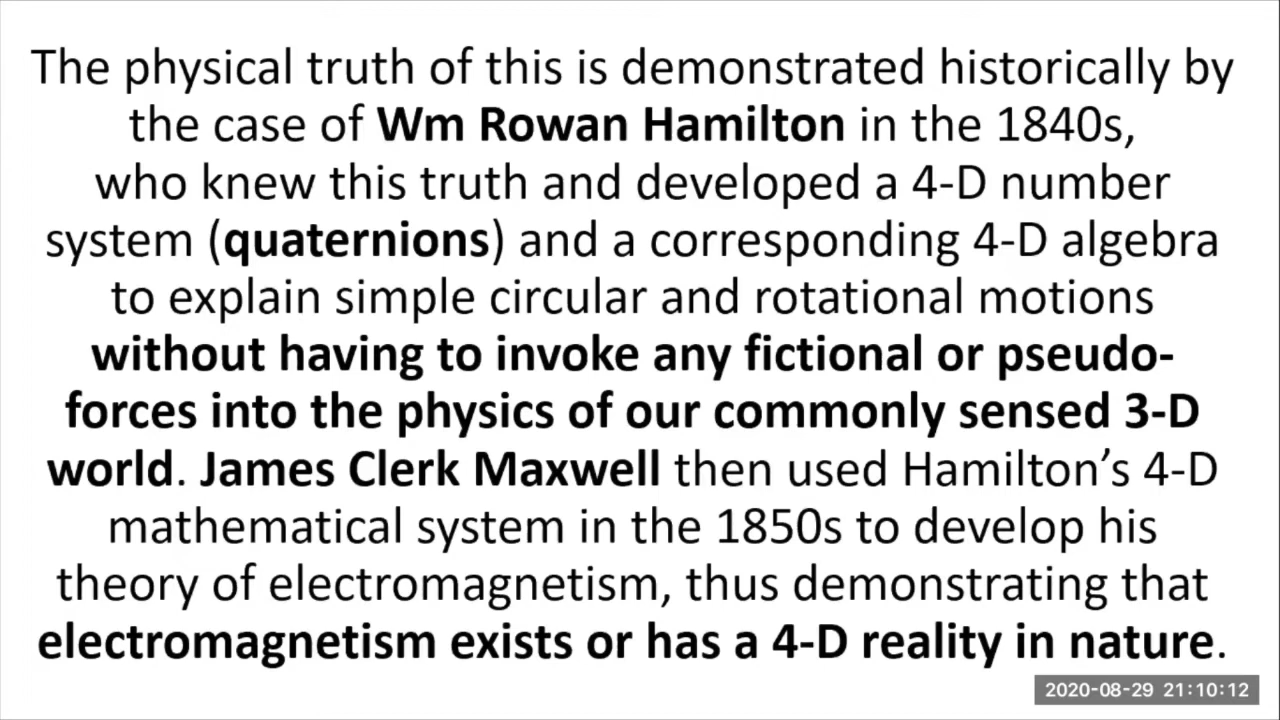 The physical truth of this is demonstrated historically by
the case of Wm Rowan Hamilton in the 1840s,
who knew this truth and developed a 4-D number
system (quaternions) and a corresponding 4-D algebra
to explain simple circular and rotational motions
without having to invoke any fictional or pseudo-
forces into the physics of our commonly sensed 3-D
world. James Clerk Maxwell then used Hamilton’s 4-D
mathematical system in the 1850s to develop his
theory of electromagnetism, thus demonstrating that
electromagnetism exists or has a 4-D reality in nature.
2020-08-29 21:10:12